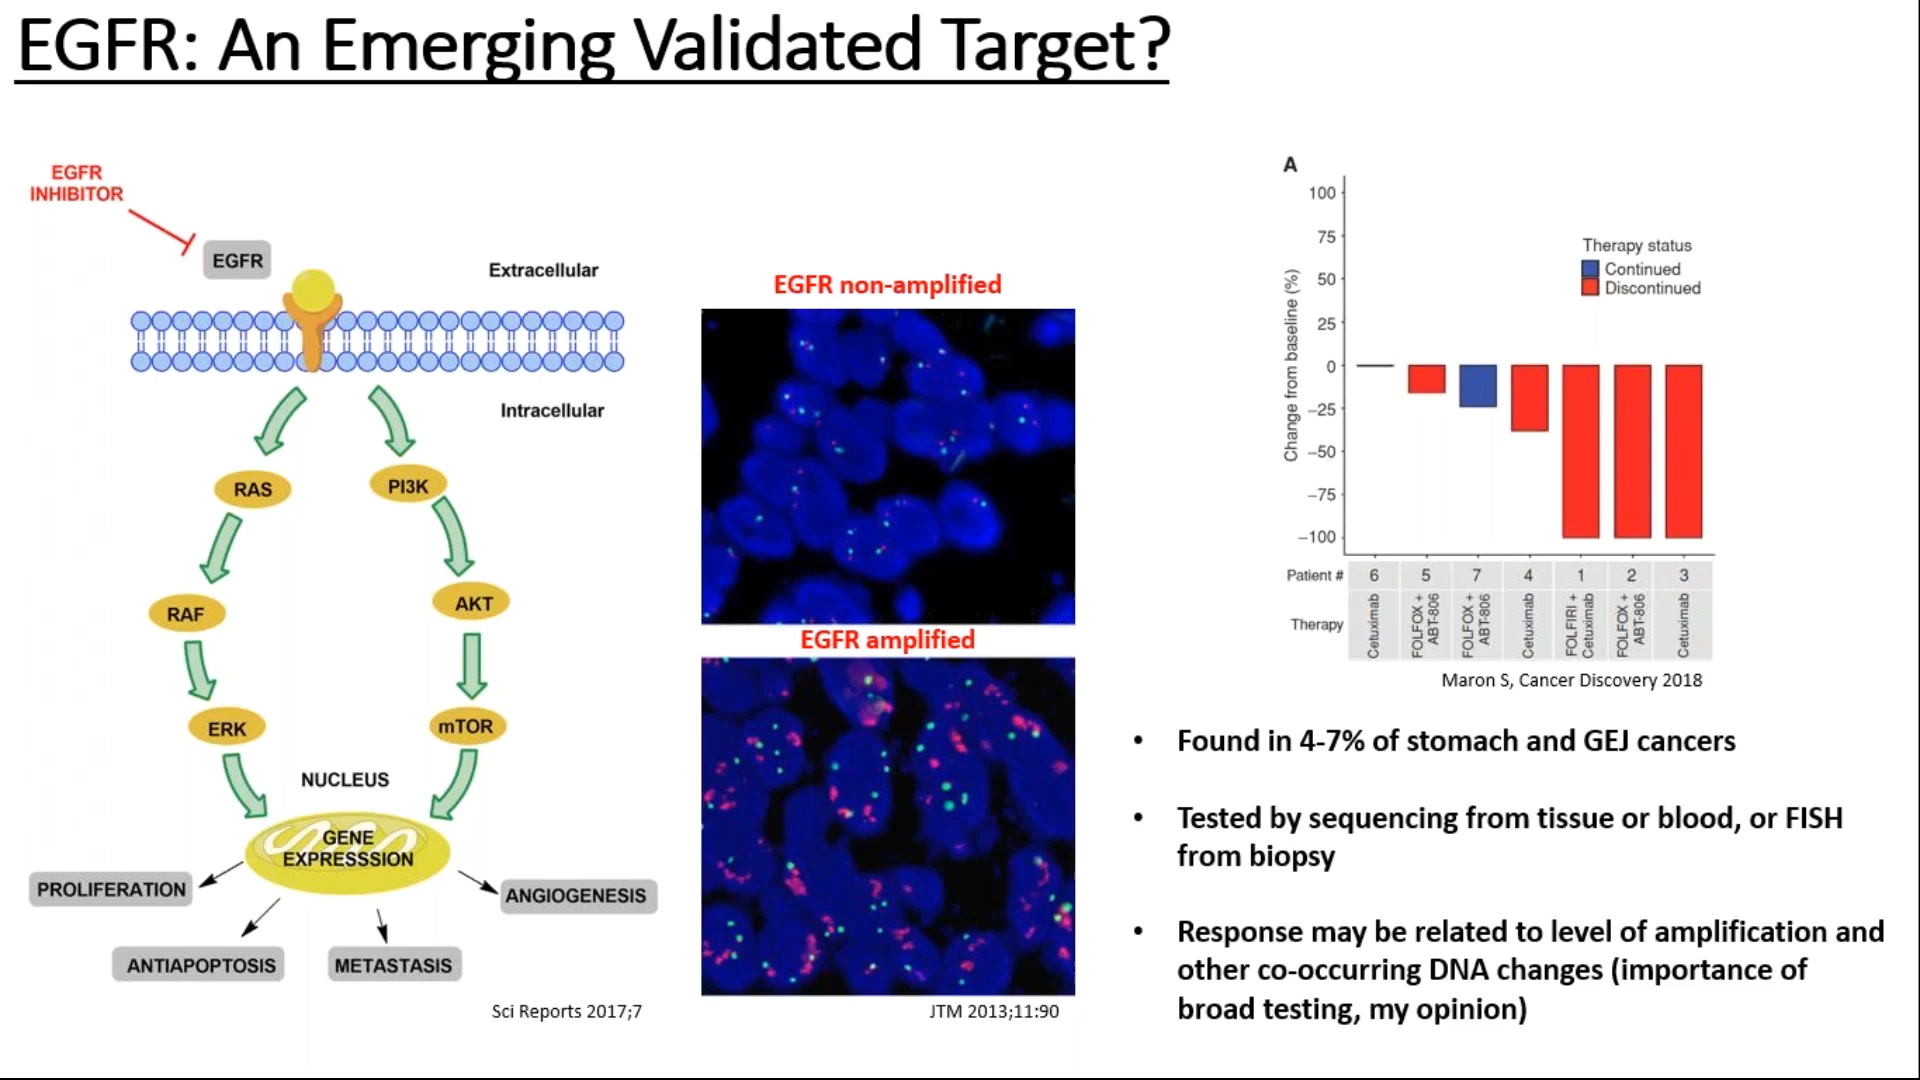 EGFR: An Emerging Validated Target?
EGFR
INHIBITOR
EGFR
Extracellular
Intracellular
RAS
PI3K
RAF
AKT
ERK
mTOR
NUCLEUS
GENE
EXPRESSSION
PROLIFERATION
ANGIOGENESIS
ANTIAPOPTOSIS
METASTASIS
Sci Reports 2017;7
EGFR non-amplified
EGFR amplified
JTM 2013;11:90
A
Change from baseline (%)
100
75
50
25
0
−25
−50
−75
−100
Therapy status
Continued
Discontinued
Patient # 6 5 7 4 1 2 3
Therapy
Cetuximab
FOLFOX +
ABT-806
FOLFOX +
ABT-806
Cetuximab
FOLFIRI +
Cetuximab
FOLFOX +
ABT-806
Cetuximab
Maron S, Cancer Discovery 2018
• Found in 4-7% of stomach and GEJ cancers
• Tested by sequencing from tissue or blood, or FISH
from biopsy
• Response may be related to level of amplification and
other co-occurring DNA changes (importance of
broad testing, my opinion)